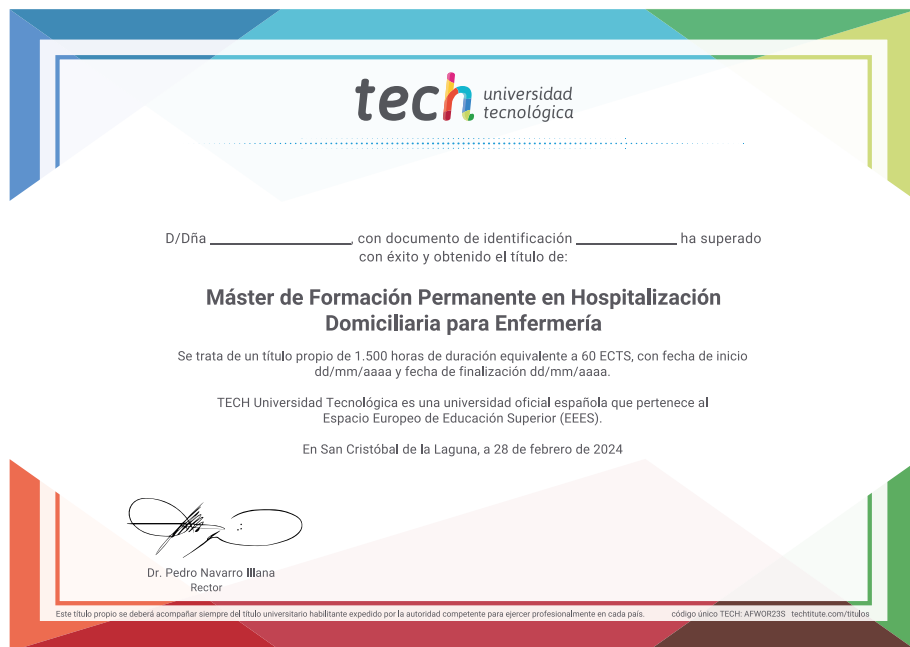 tech universidad
tecnológica
D/Dña ________________, con documento de identificación ____________ ha superado
con éxito y obtenido el título de:
Máster de Formación Permanente en Hospitalización
Domiciliaria para Enfermería
Se trata de un título propio de 1.500 horas de duración equivalente a 60 ECTS, con fecha de inicio
dd/mm/aaaa y fecha de finalización dd/mm/aaaa.
TECH Universidad Tecnológica es una universidad oficial española que pertenece al
Espacio Europeo de Educación Superior (EEES).
En San Cristóbal de la Laguna, a 28 de febrero de 2024
Dr. Pedro Navarro Illana
Rector
Este título propio se deberá acompañar siempre del título universitario habilitante expedido por la autoridad competente para ejercer profesionalmente en cada país. código único TECH: AFWOR23S techtitute.com/titulos